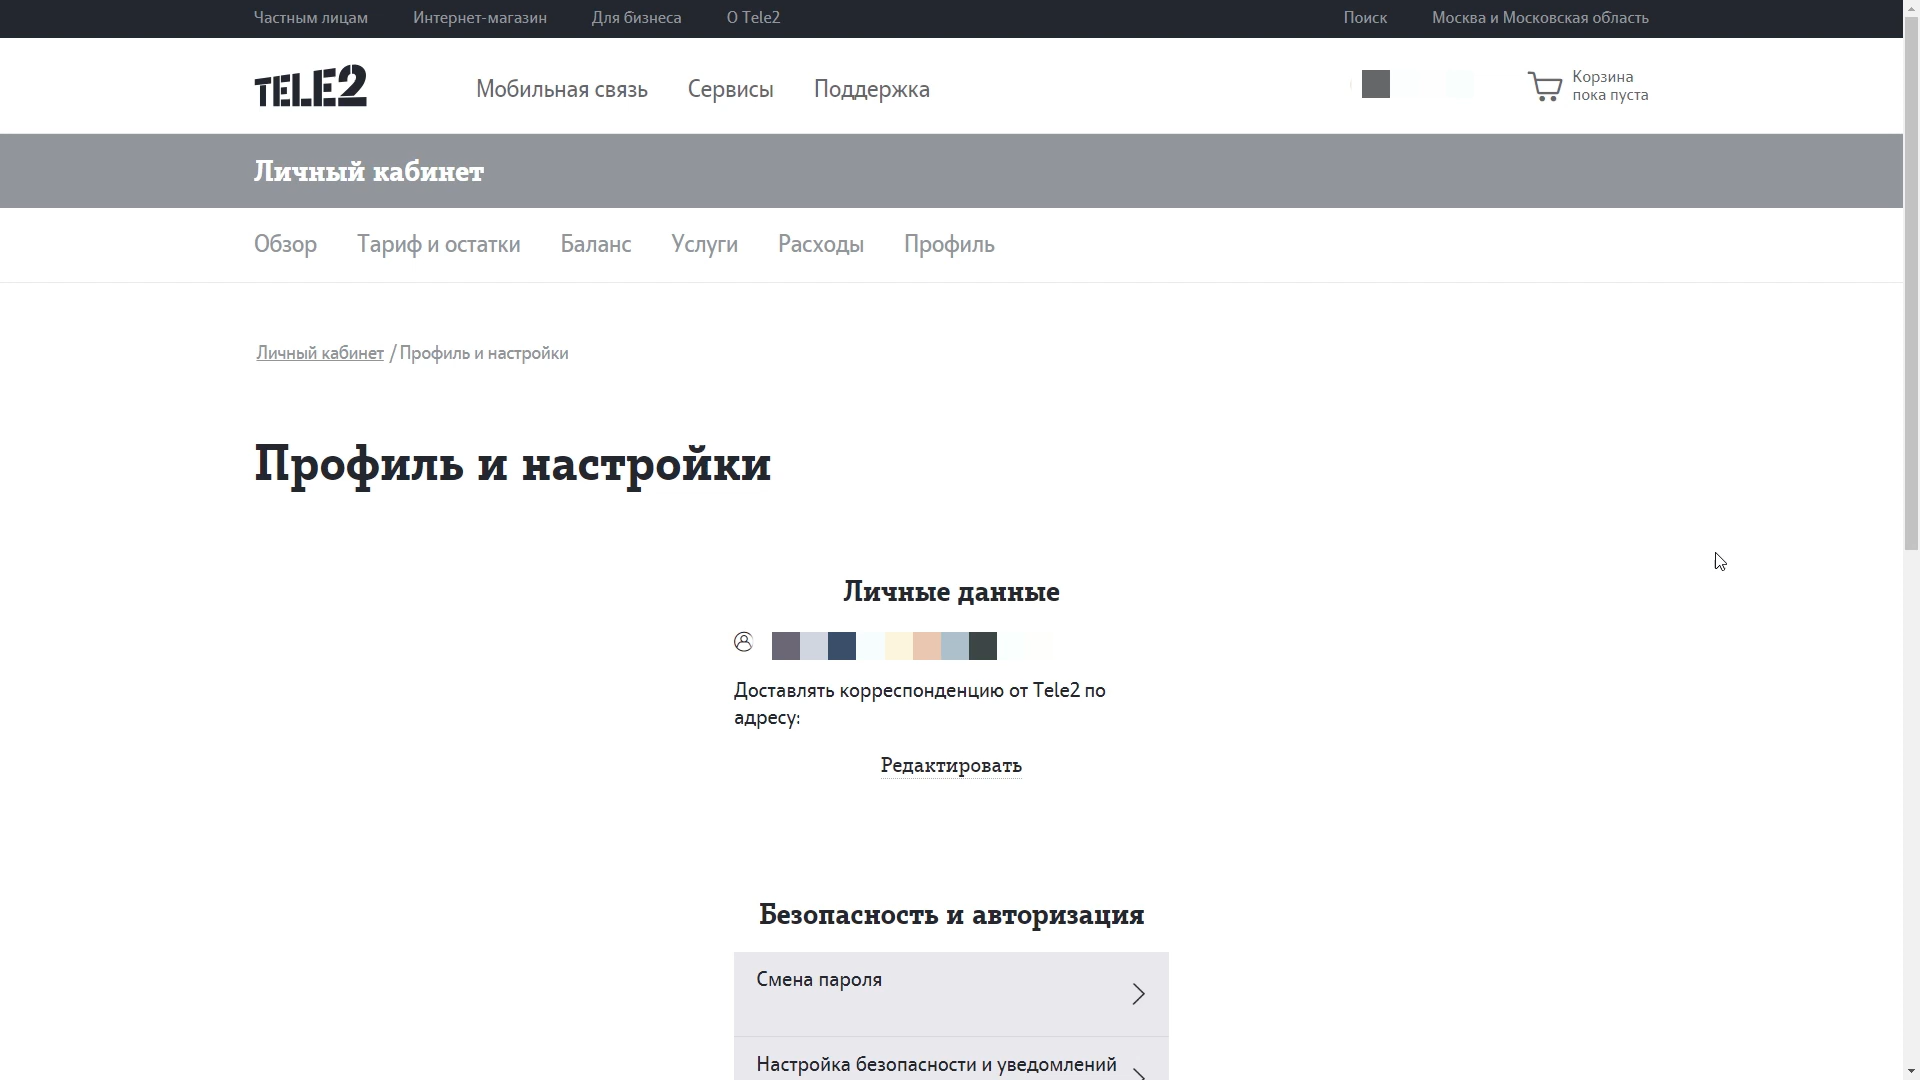 Частным лицам Интернет-магазин Для бизнеса О Tele2 Поиск Москва и Московская область
TELE2 Мобильная связь Сервисы Поддержка
Корзина
пока пуста
Личный кабинет
Обзор Тариф и остатки Баланс Услуги Расходы Профиль
Личный кабинет / Профиль и настройки
Профиль и настройки
Личные данные
Доставлять корреспонденцию от Tele2 по
адресу:
Редактировать
Безопасность и авторизация
Смена пароля
Настройка безопасности и уведомлений